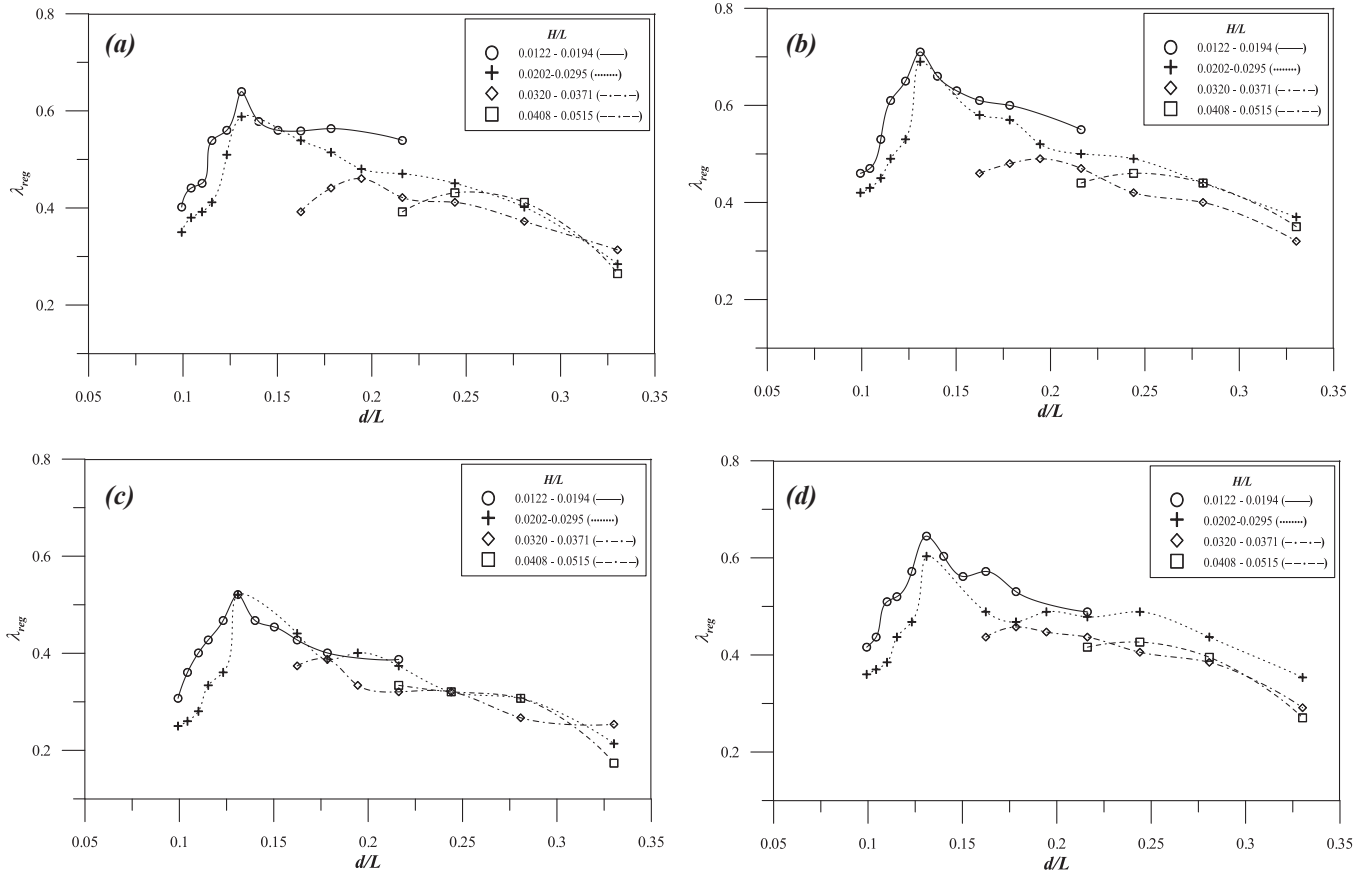 (a)
0.8
0.6
0.4
0.2
λreg
H/L
0.0122 - 0.0194 (——)
0.0202-0.0295 (········)
0.0320 - 0.0371 (—·—·—)
0.0408 - 0.0515 (—·—·—)
0.05 0.1 0.15 0.2 0.25 0.3 0.35
d/L
(b)
0.8
0.6
0.4
0.2
λreg
H/L
0.0122 - 0.0194 (——)
0.0202-0.0295 (········)
0.0320 - 0.0371 (—·—·—)
0.0408 - 0.0515 (—·—·—)
0.05 0.1 0.15 0.2 0.25 0.3 0.35
d/L
(c)
0.8
0.6
0.4
0.2
λreg
H/L
0.0122 - 0.0194 (——)
0.0202-0.0295 (········)
0.0320 - 0.0371 (—·—·—)
0.0408 - 0.0515 (—·—·—)
0.05 0.1 0.15 0.2 0.25 0.3 0.35
d/L
(d)
0.8
0.6
0.4
0.2
λreg
H/L
0.0122 - 0.0194 (——)
0.0202-0.0295 (········)
0.0320 - 0.0371 (—·—·—)
0.0408 - 0.0515 (—·—·—)
0.05 0.1 0.15 0.2 0.25 0.3 0.35
d/L